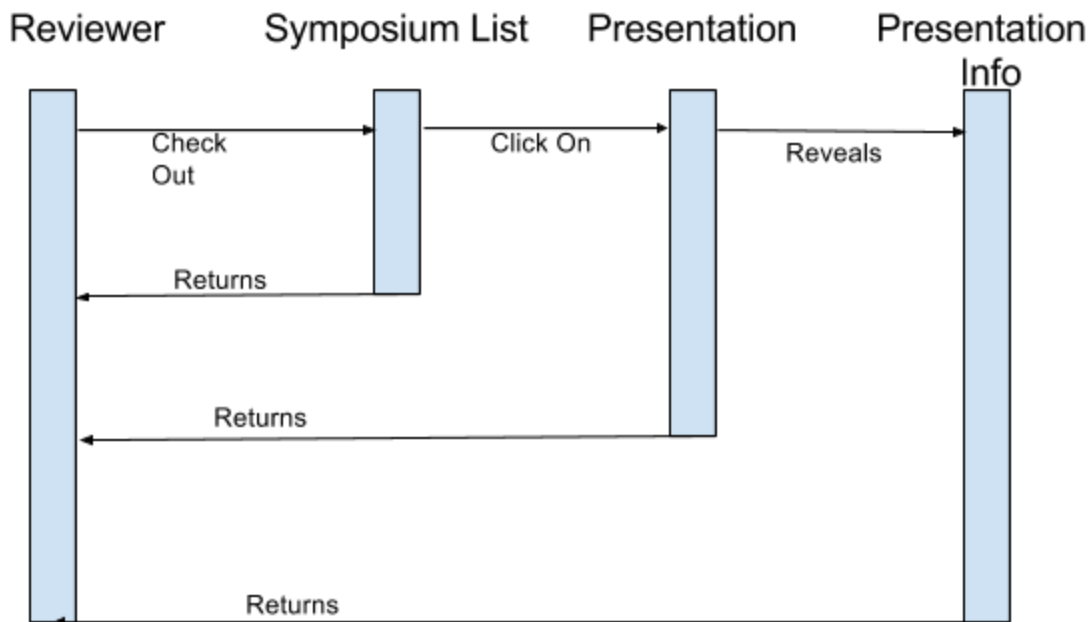 Reviewer
Symposium List
Presentation
Presentation
Info
Check
Out
Click On
Reveals
Returns
Returns
Returns